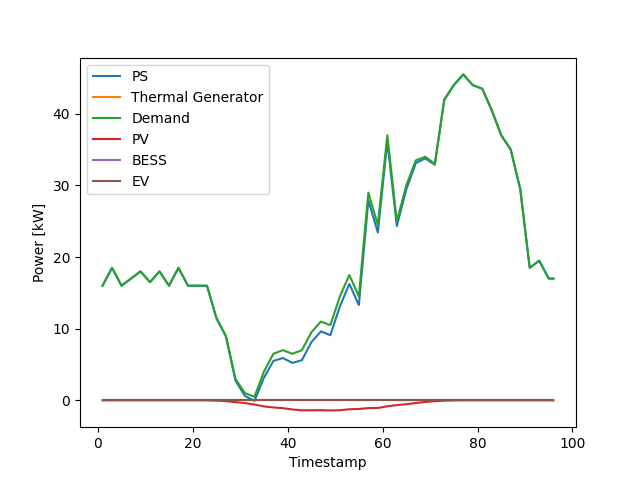 PS
Thermal Generator
Demand
PV
BESS
EV
Power [kW]
40
30
20
10
0
0 20 40 60 80 100
Timestamp